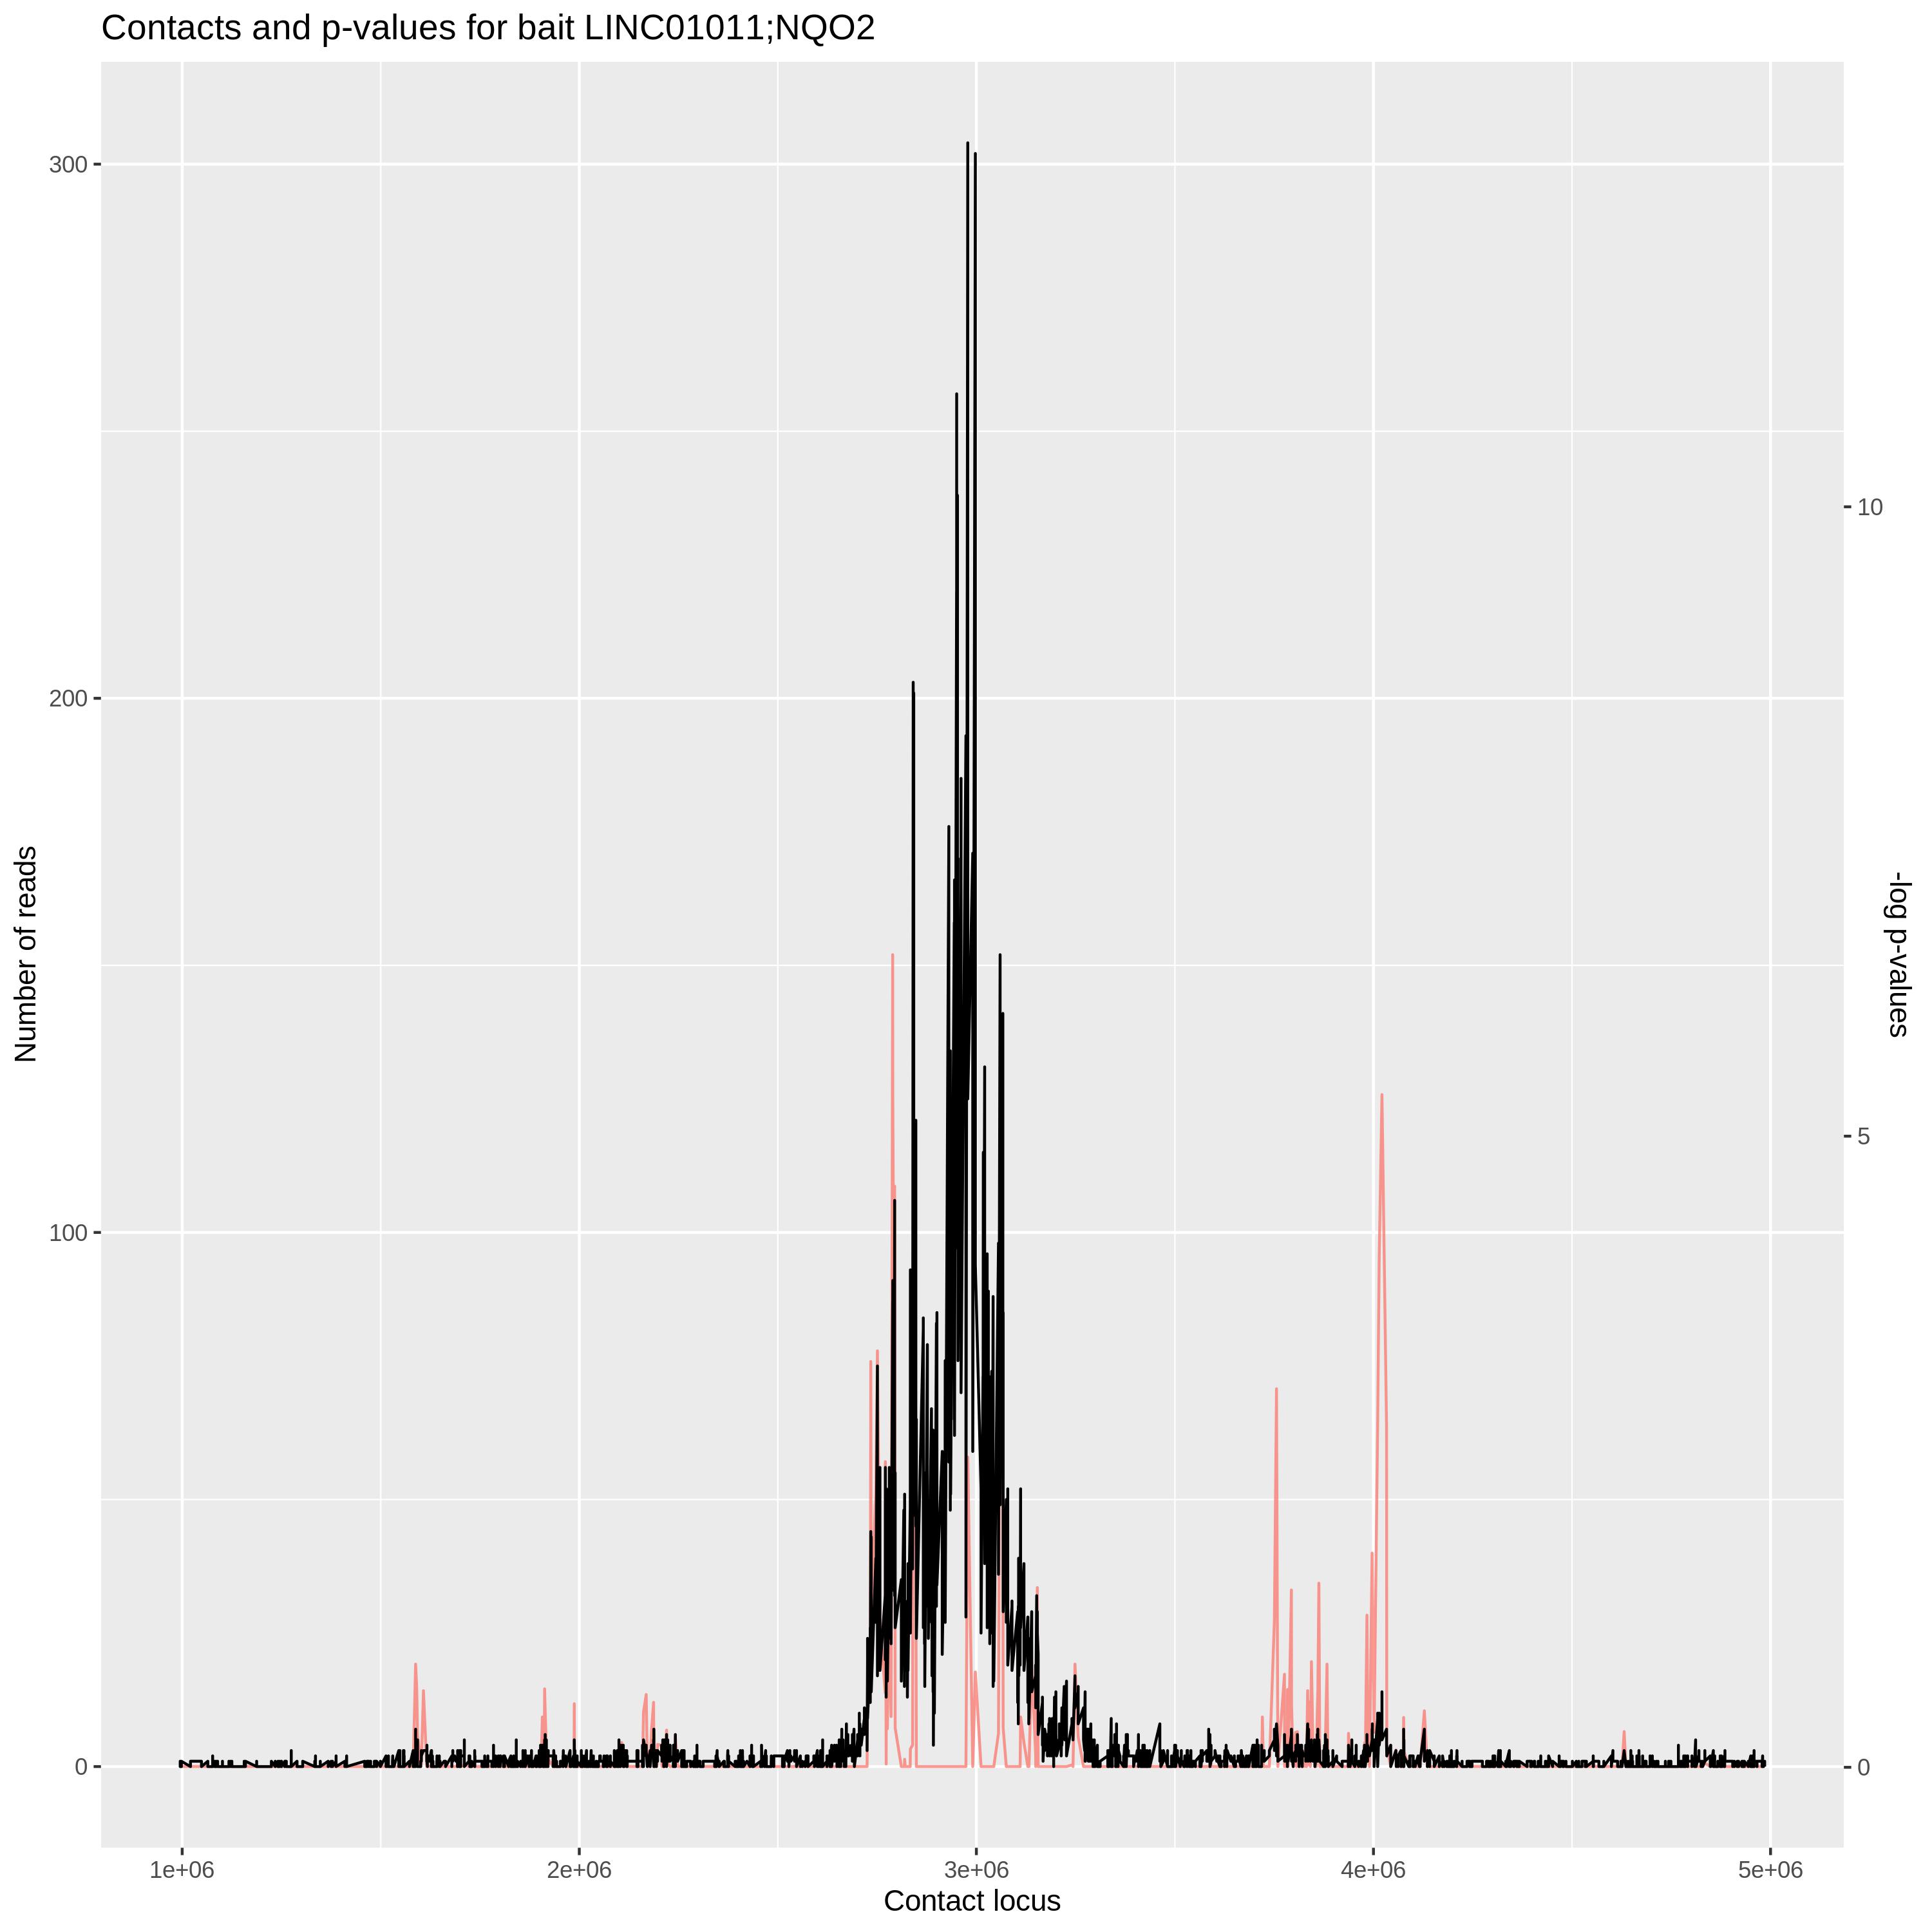 Contacts and p-values for bait LINC01011;NQO2
300
200
100
0
Number of reads
10
5
0
-log p-values
1e+06
2e+06
3e+06
4e+06
5e+06
Contact locus